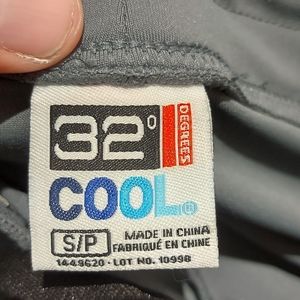 32°
DEGREES
COOL®
S/P
MADE IN CHINA
FABRIQUÉ EN CHINE
1448620 - LOT NO. 10998